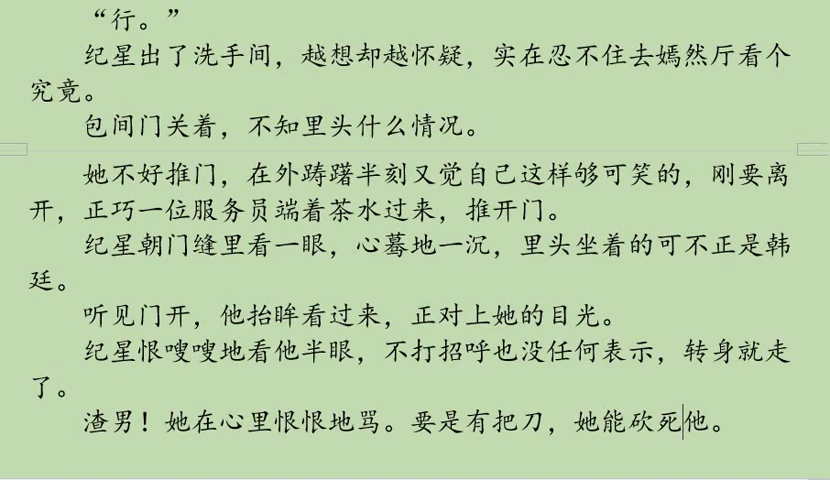 “行。”
纪星出了洗手间，越想却越怀疑，实在忍不住去嫣然厅看个
究竟。
包间门关着，不知里头什么情况。
她不好推门，在外踌躇半刻又觉自己这样够可笑的，刚要离
开，正巧一位服务员端着茶水过来，推开门。
纪星朝门缝里看一眼，心蓦地一沉，里头坐着的可不正是韩
廷。
听见门开，他抬眸看过来，正对上她的目光。
纪星恨嗖嗖地看他半眼，不打招呼也没任何表示，转身就走
了。
渣男！她在心里恨恨地骂。要是有把刀，她能砍死他。